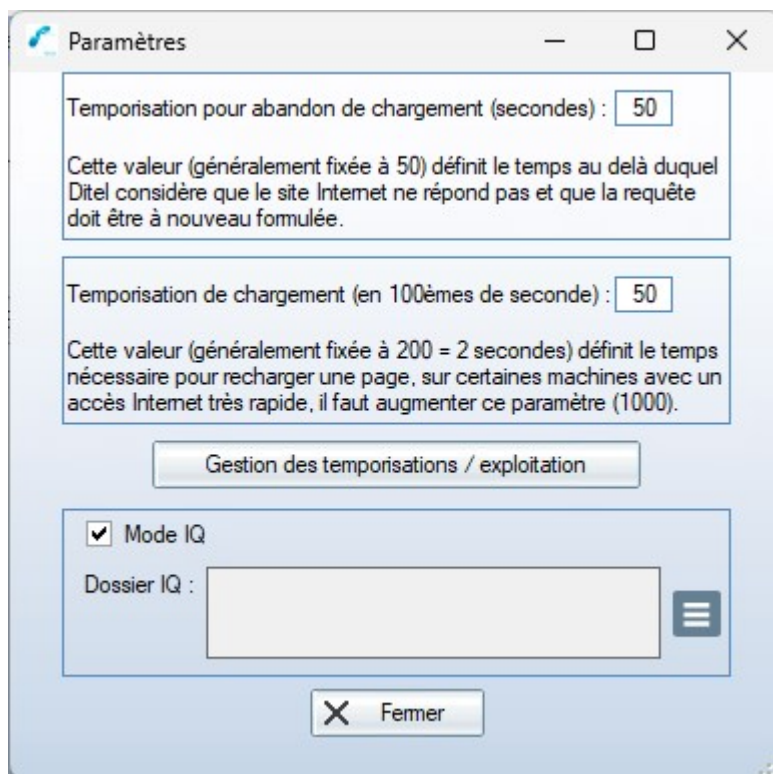 Paramètres
Temporisation pour abandon de chargement (secondes) : 50
Cette valeur (généralement fixée à 50) définit le temps au delà duquel
Ditel considère que le site Internet ne répond pas et que la requête
doit être à nouveau formulée.
Temporisation de chargement (en 100èmes de seconde) : 50
Cette valeur (généralement fixée à 200 = 2 secondes) définit le temps
nécessaire pour recharger une page, sur certaines machines avec un
accès Internet très rapide, il faut augmenter ce paramètre (1000).
Gestion des temporisations / exploitation
Mode IQ
Dossier IQ :
Fermer